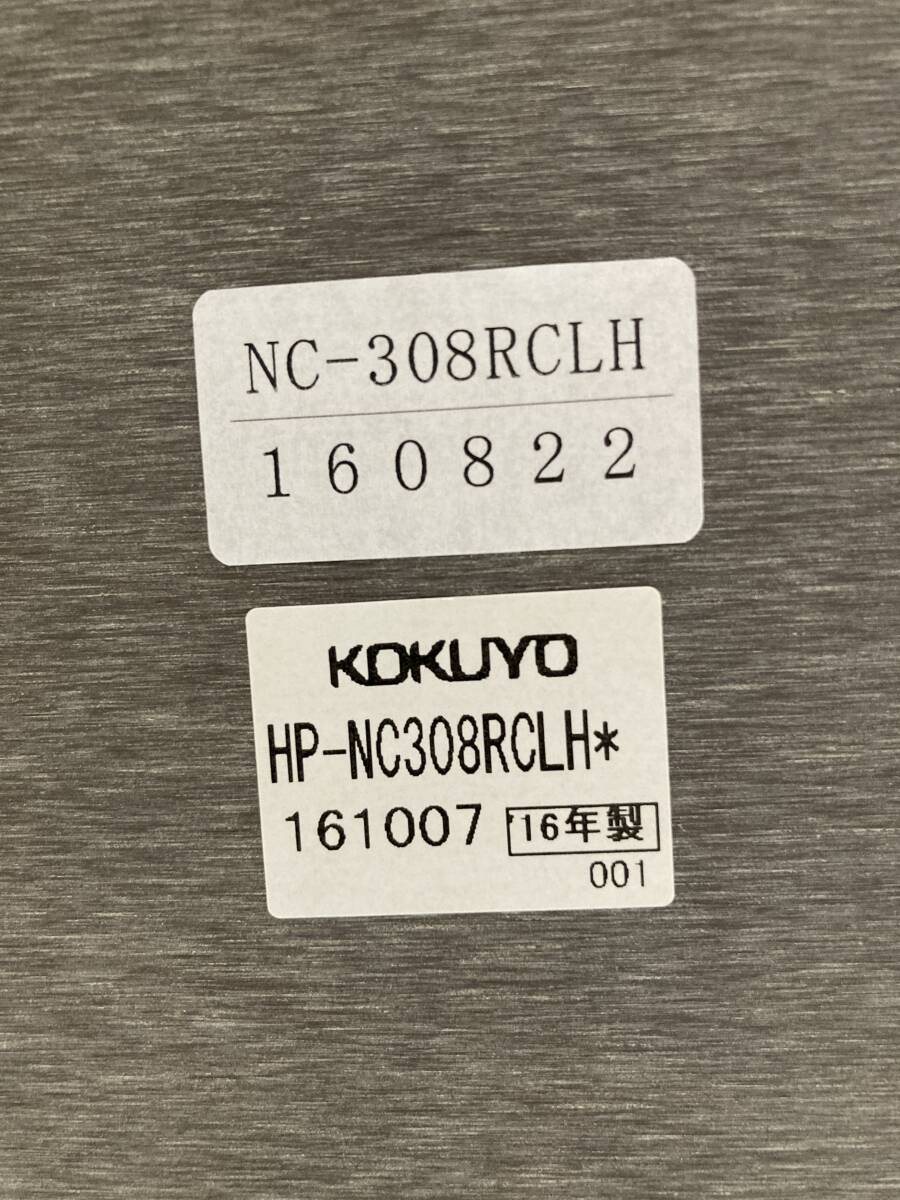 NC-308RCLH
160822
KOKUYO
HP-NC308RCLH*
161007 '16年製
001